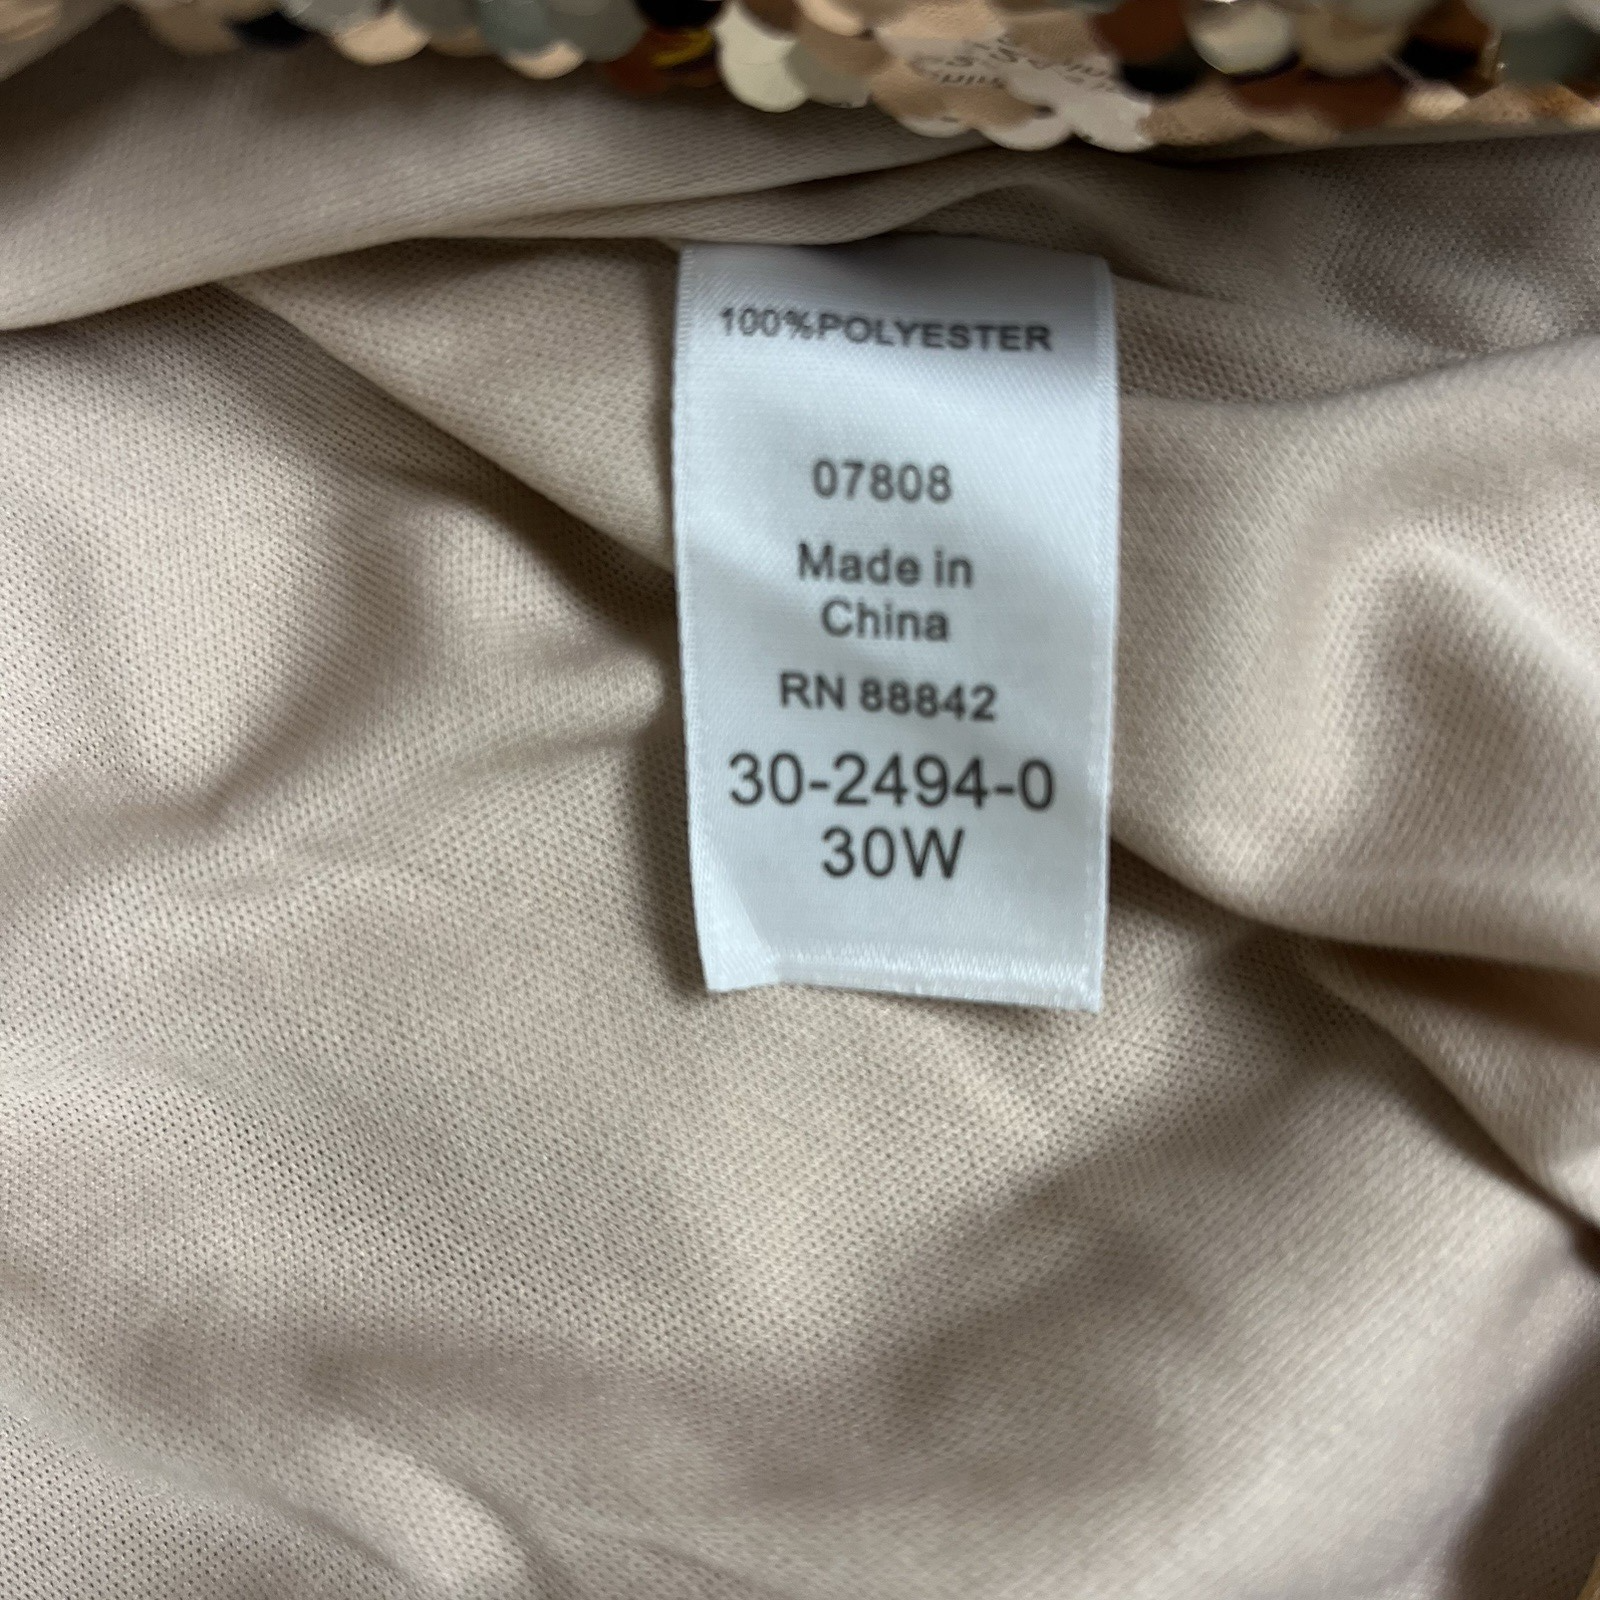 100%POLYESTER
07808
Made in
China
RN 88842
30-2494-0
30W